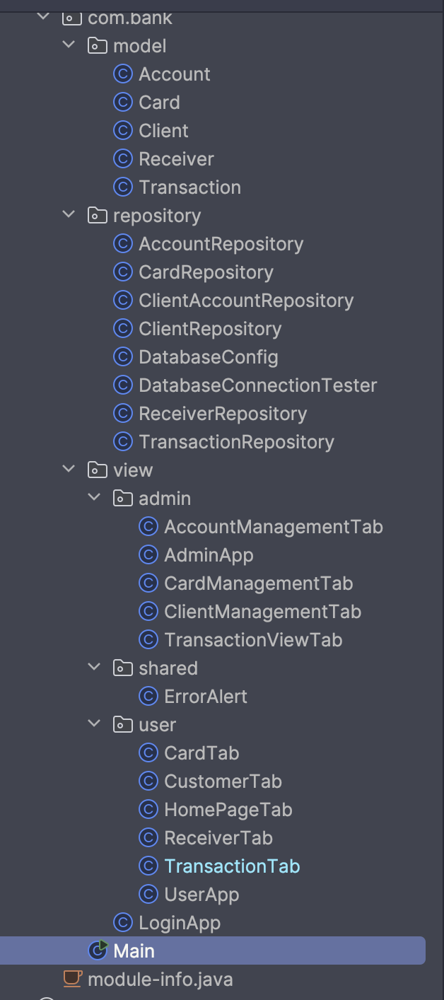 com.bank
model
Account
Card
Client
Receiver
Transaction
repository
AccountRepository
CardRepository
ClientAccountRepository
ClientRepository
DatabaseConfig
DatabaseConnectionTester
ReceiverRepository
TransactionRepository
view
admin
AccountManagementTab
AdminApp
CardManagementTab
ClientManagementTab
TransactionViewTab
shared
ErrorAlert
user
CardTab
CustomerTab
HomePageTab
ReceiverTab
TransactionTab
UserApp
LoginApp
Main
module-info.java